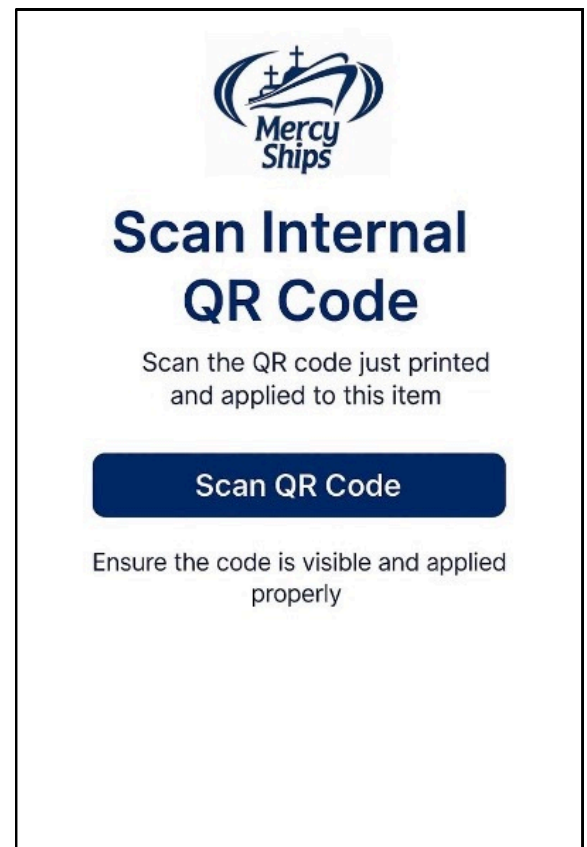 Mercy
Ships
Scan Internal
QR Code
Scan the QR code just printed
and applied to this item
Scan QR Code
Ensure the code is visible and applied
properly